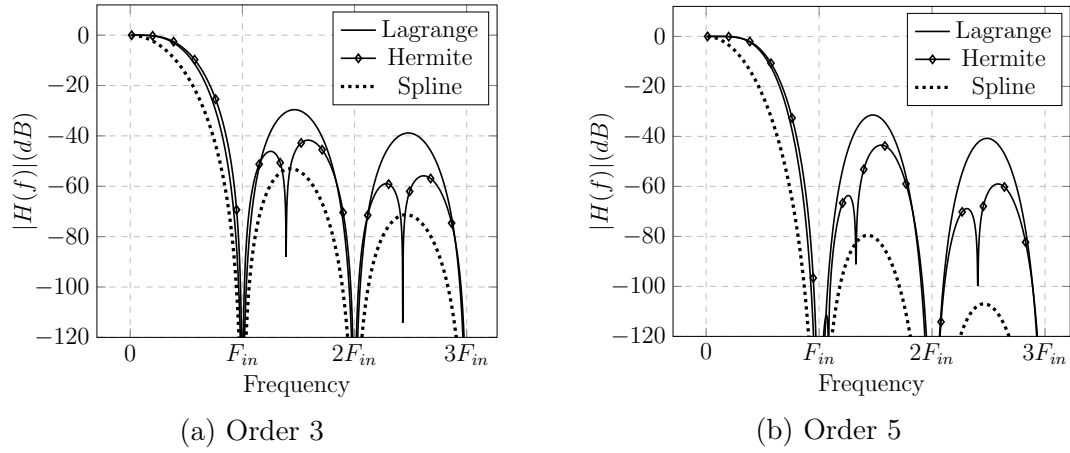 0
−20
−40
−60
−80
−100
−120
|H(f)|(dB)
Lagrange
Hermite
Spline
0
F_in
2F_in
3F_in
Frequency
(a) Order 3
0
−20
−40
−60
−80
−100
−120
|H(f)|(dB)
Lagrange
Hermite
Spline
0
F_in
2F_in
3F_in
Frequency
(b) Order 5